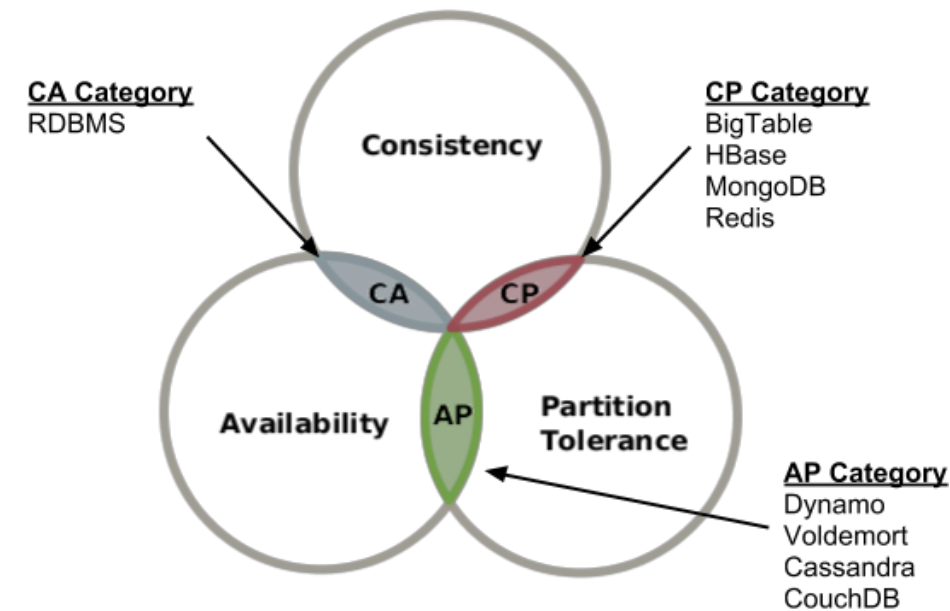 CA Category
RDBMS
CP Category
BigTable
HBase
MongoDB
Redis
Consistency
CA
CP
AP
Availability
Partition
Tolerance
AP Category
Dynamo
Voldemort
Cassandra
CouchDB